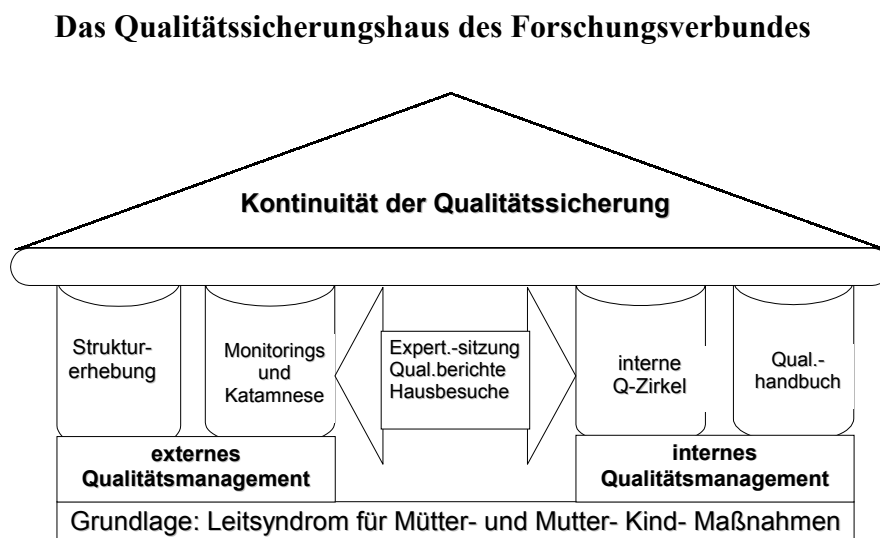 Das Qualitätssicherungshaus des Forschungsverbundes
Kontinuität der Qualitätssicherung
Struktur-
erhebung
Monitorings
und
Katamnese
Expert.-sitzung
Qual.berichte
Hausbesuche
interne
Q-Zirkel
Qual.-
handbuch
externes
Qualitätsmanagement
internes
Qualitätsmanagement
Grundlage: Leitsyndrom für Mütter- und Mutter- Kind- Maßnahmen